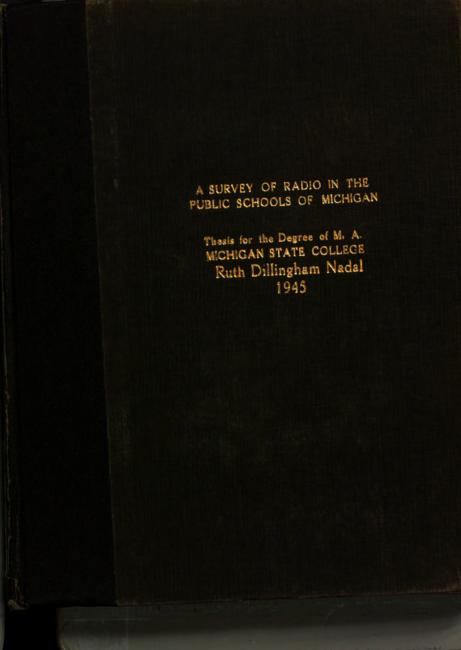 A SURVEY OF RADIO IN THE
PUBLIC SCHOOLS OF MICHIGAN
Thesis for the Degree of M. A.
MICHIGAN STATE COLLEGE
Ruth Dillingham Nadal
1945